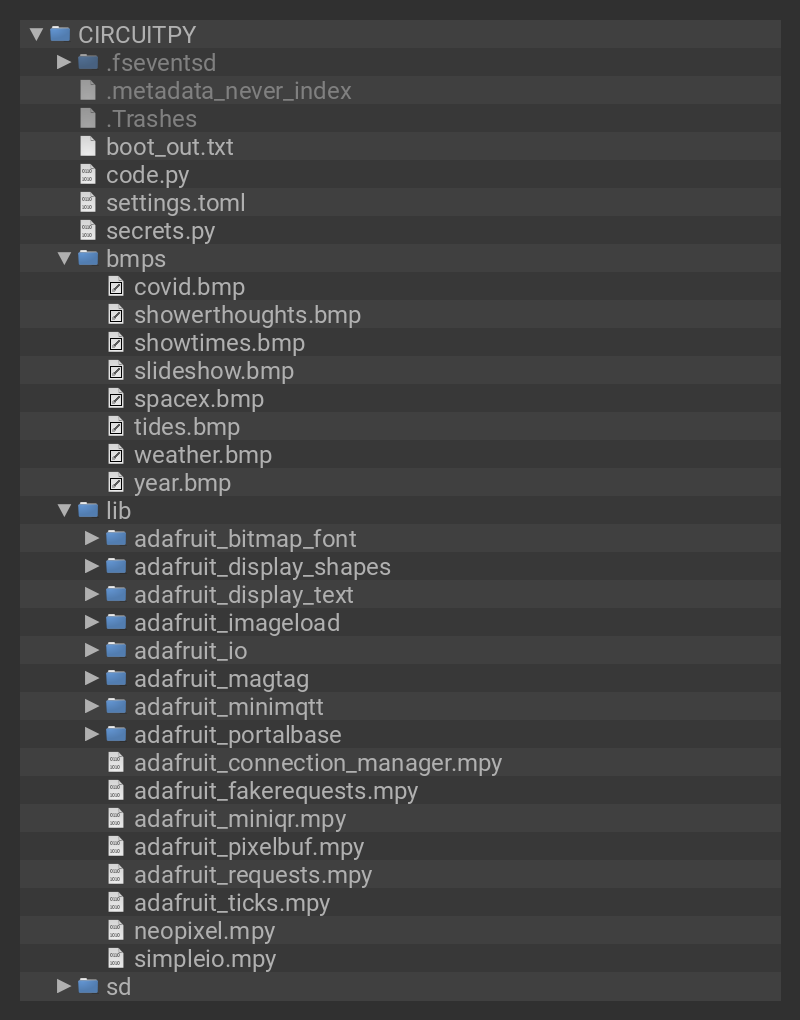 CIRCUITPY
.fseventsd
.metadata_never_index
.Trashes
boot_out.txt
code.py
settings.toml
secrets.py
bmps
covid.bmp
showerthoughts.bmp
showtimes.bmp
slideshow.bmp
spacex.bmp
tides.bmp
weather.bmp
year.bmp
lib
adafruit_bitmap_font
adafruit_display_shapes
adafruit_display_text
adafruit_imageload
adafruit_io
adafruit_magtag
adafruit_minimqtt
adafruit_portalbase
adafruit_connection_manager.mpy
adafruit_fakerequests.mpy
adafruit_miniqr.mpy
adafruit_pixelbuf.mpy
adafruit_requests.mpy
adafruit_ticks.mpy
neopixel.mpy
simpleio.mpy
sd